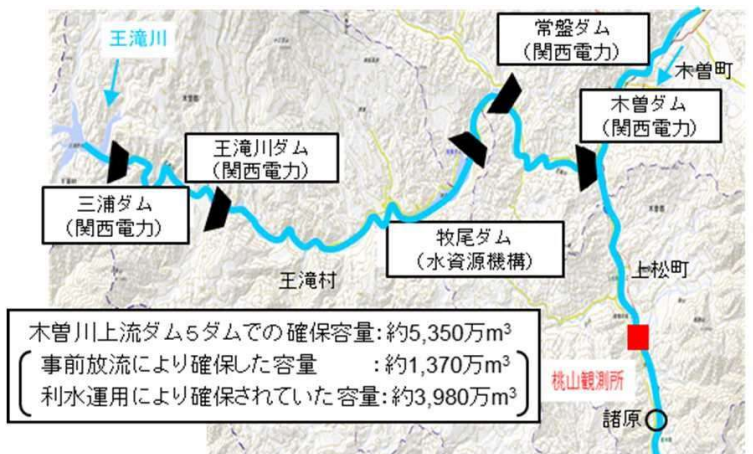 常盤ダム
(関西電力)
王滝川
木曽町
木曽ダム
(関西電力)
王滝川ダム
(関西電力)
三浦ダム
(関西電力)
牧尾ダム
(水資源機構)
王滝村
上松町
木曽川上流ダム5ダムでの確保容量:約5,350万m³
事前放流により確保した容量 :約1,370万m³
利水運用により確保されていた容量:約3,980万m³
桃山観測所
諸原